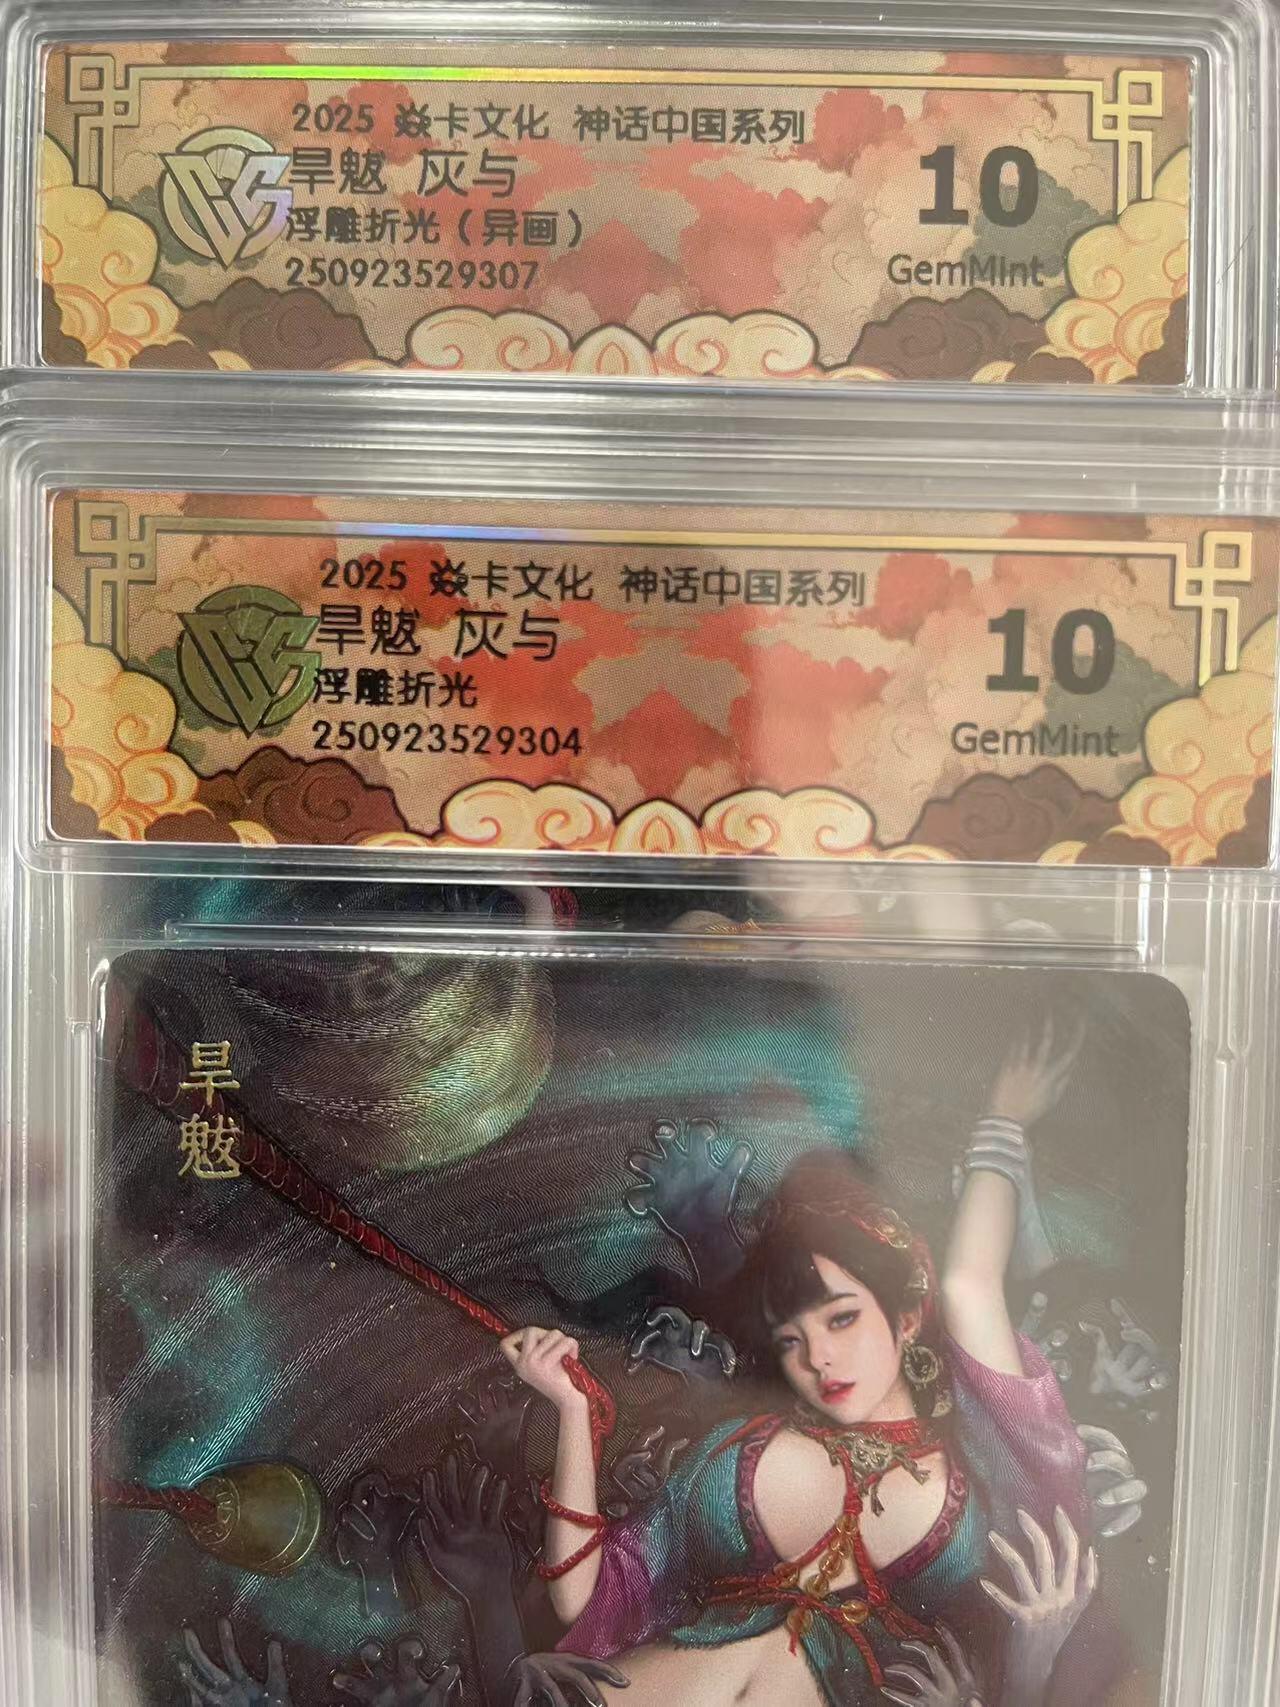 2025 焱卡文化 神话中国系列
旱魃 灰与
浮雕折光（异画）
250923529307
10
GemMint
2025 焱卡文化 神话中国系列
旱魃 灰与
浮雕折光
250923529304
10
GemMint
旱魃